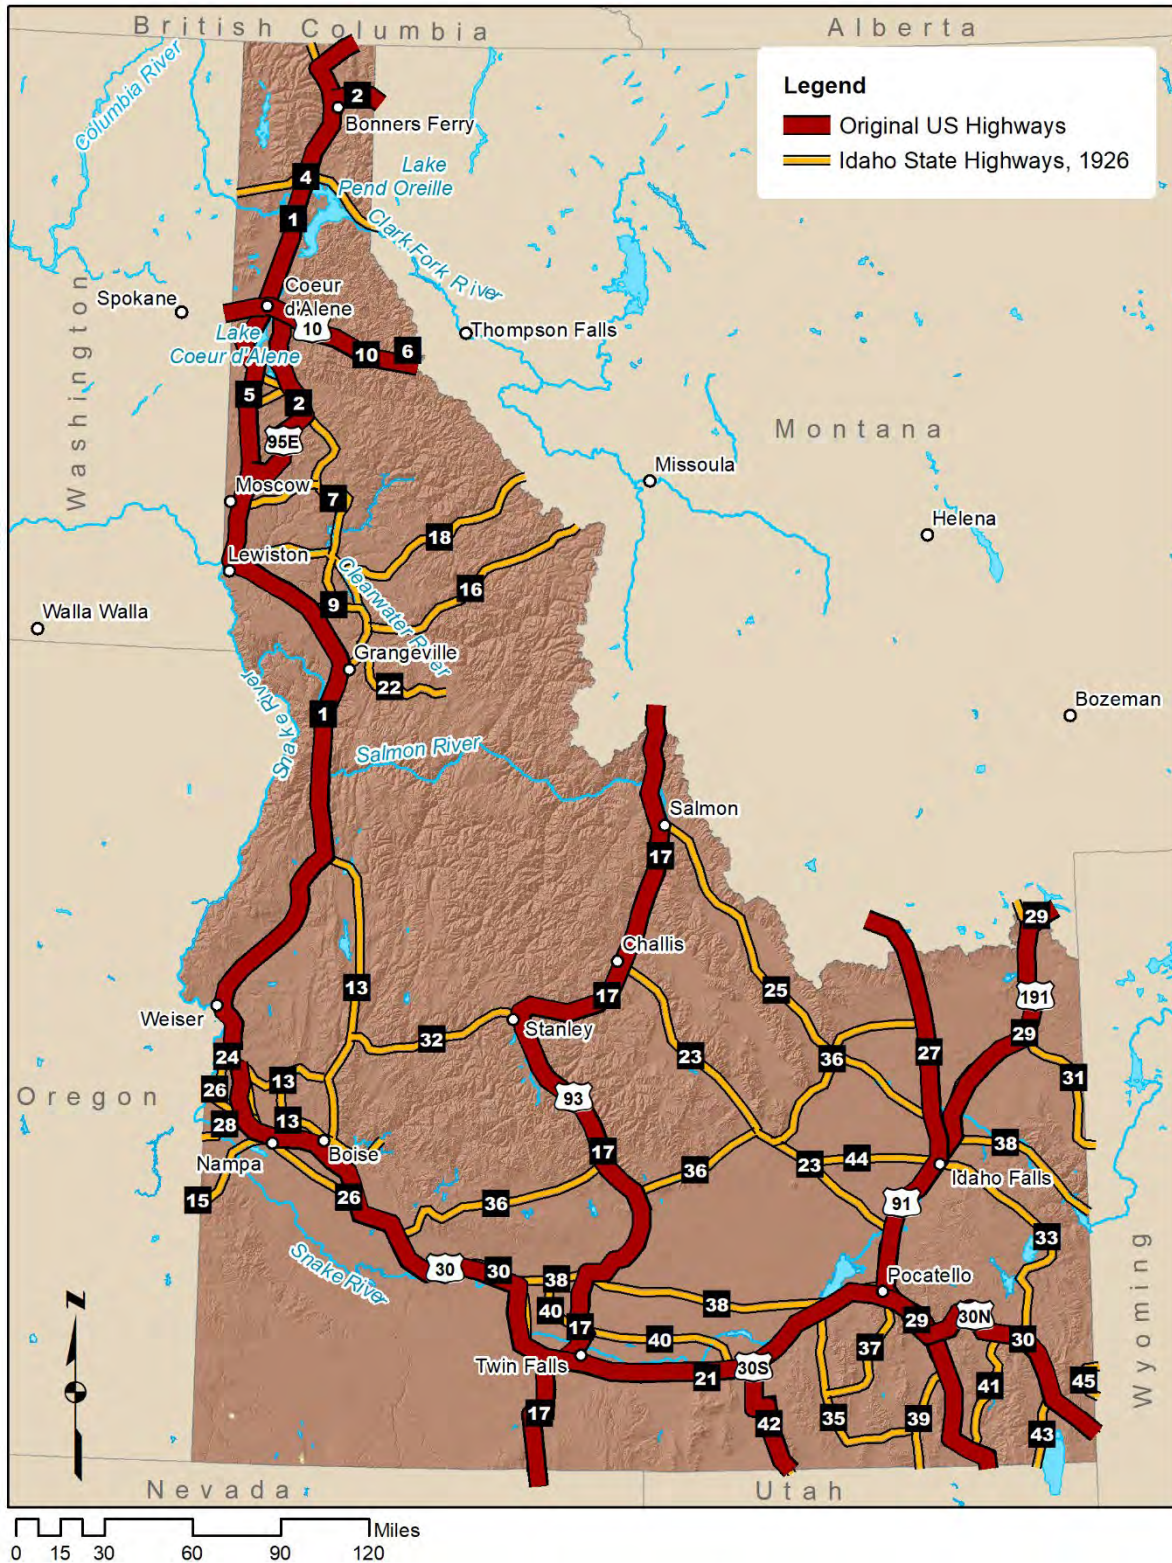 British Columbia
Alberta
Legend
Original US Highways
Idaho State Highways, 1926
Columbia River
2
Bonners Ferry
Lake
Pend Oreille
4
1
Clark Fork River
Spokane
Coeur
d'Alene
10
Thompson Falls
Lake
Coeur d'Alene
10
6
Washington
5
2
95E
Montana
Missoula
Moscow
7
Helena
18
Lewiston
Clearwater River
16
9
Walla Walla
Grangeville
22
Snake River
1
Bozeman
Salmon River
Salmon
17
29
Challis
13
17
25
191
Weiser
Stanley
32
29
24
23
36
27
31
26
13
93
Oregon
28
13
17
38
Nampa
Boise
36
23
44
Idaho Falls
15
26
36
91
33
Snake River
30
30
38
38
Pocatello
Wyoming
N
40
17
40
29
30N
30
37
Twin Falls
21
30S
41
45
17
42
35
39
43
Nevada
Utah
Miles
0 15 30 60 90 120